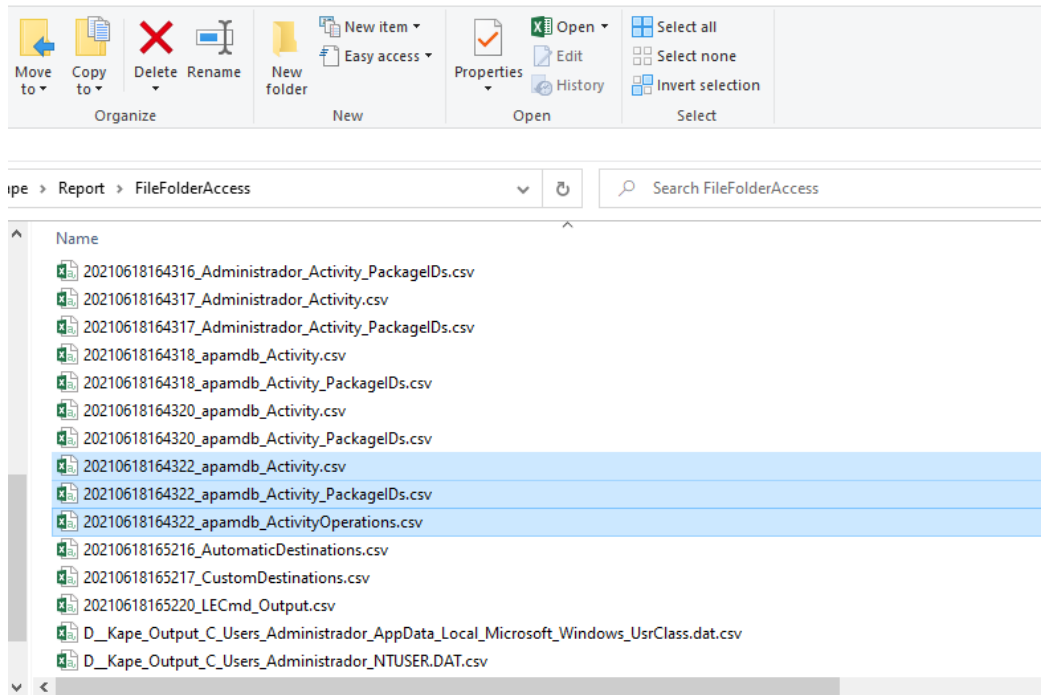 Move to
Copy to
Delete
Rename
New folder
New item
Easy access
Properties
Open
Edit
History
Select all
Select none
Invert selection
Organize
New
Open
Select
ape > Report > FileFolderAccess
Search FileFolderAccess
Name
20210618164316_Administrador_Activity_PackageIDs.csv
20210618164317_Administrador_Activity.csv
20210618164317_Administrador_Activity_PackageIDs.csv
20210618164318_apamdb_Activity.csv
20210618164318_apamdb_Activity_PackageIDs.csv
20210618164320_apamdb_Activity.csv
20210618164320_apamdb_Activity_PackageIDs.csv
20210618164322_apamdb_Activity.csv
20210618164322_apamdb_Activity_PackageIDs.csv
20210618164322_apamdb_ActivityOperations.csv
20210618165216_AutomaticDestinations.csv
20210618165217_CustomDestinations.csv
20210618165220_LECmd_Output.csv
D__Kape_Output_C_Users_Administrador_AppData_Local_Microsoft_Windows_UsrClass.dat.csv
D__Kape_Output_C_Users_Administrador_NTUSER.DAT.csv